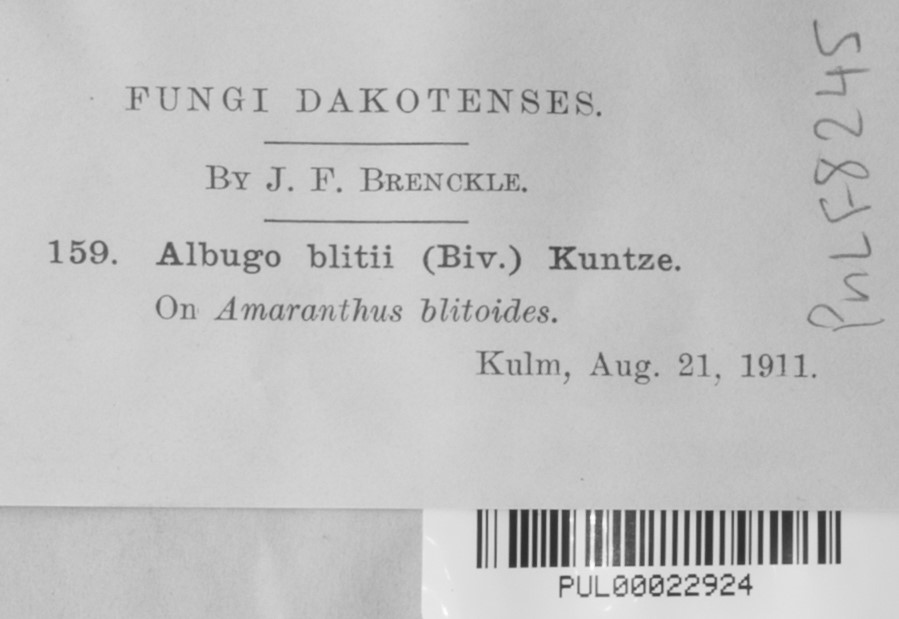 FUNGI DAKOTENSES.
BY J. F. BRENCKLE.
159. Albugo blitii (Biv.) Kuntze.
On Amaranthus blitoides.
Kulm, Aug. 21, 1911.
PUL F8245
PUL00022924